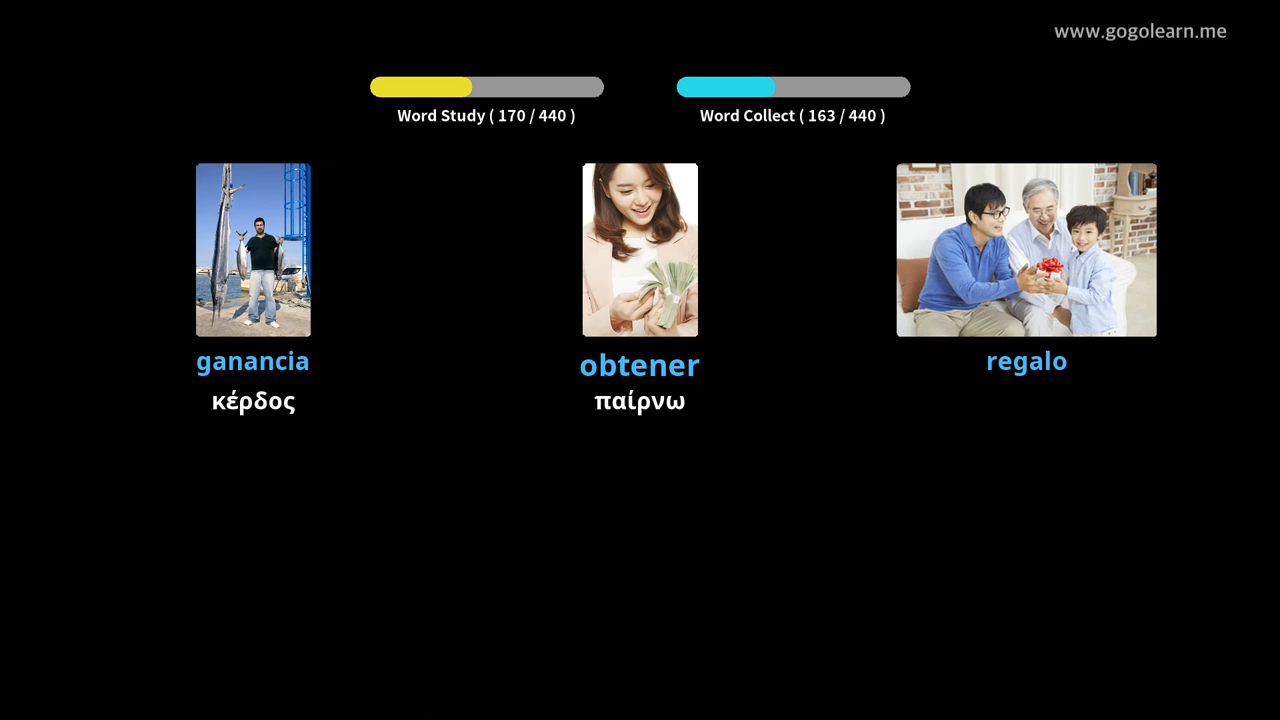 www.gogolearn.me
Word Study ( 170 / 440 )
Word Collect ( 163 / 440 )
ganancia
obtener
regalo
κέρδος
παίρνω